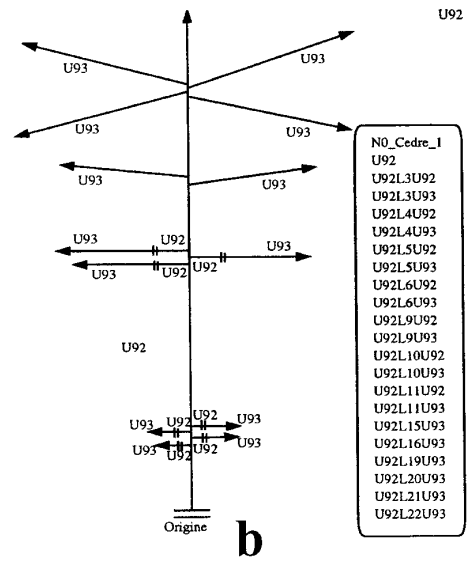 U92
U93
U93
U93
U93
U93
U93
U93
U92
U93
U93
U92
U92
U92
U93
U92
U92
U93
U93
U92
U92
U93
Origine
b
N0_Cedre_1
U92
U92L3U92
U92L3U93
U92L4U92
U92L4U93
U92L5U92
U92L5U93
U92L6U92
U92L6U93
U92L9U92
U92L9U93
U92L10U92
U92L10U93
U92L11U92
U92L11U93
U92L15U93
U92L16U93
U92L19U93
U92L20U93
U92L21U93
U92L22U93